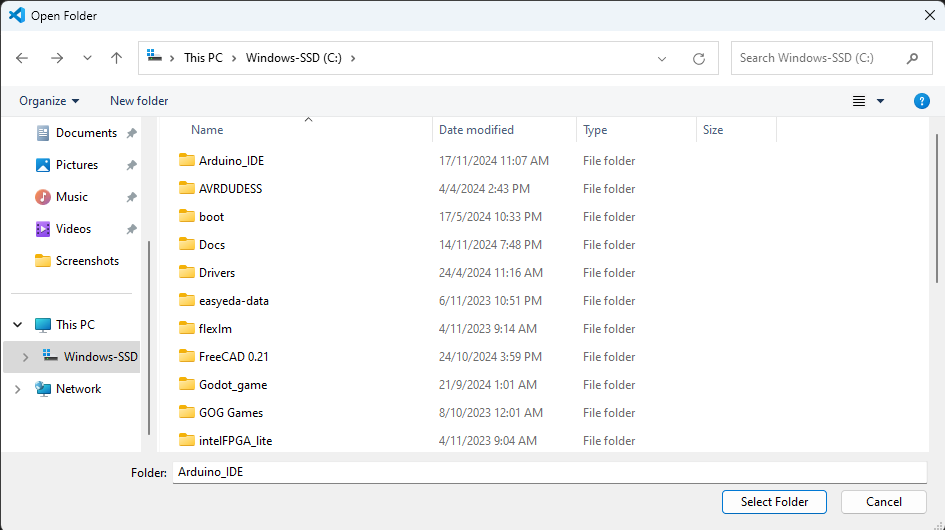 Open Folder
This PC Windows-SSD (C:)
Search Windows-SSD (C:)
Organize New folder
Documents
Pictures
Music
Videos
Screenshots
This PC
Windows-SSD
Network
Name Date modified Type Size
Arduino_IDE 17/11/2024 11:07 AM File folder
AVRDUDESS 4/4/2024 2:43 PM File folder
boot 17/5/2024 10:33 PM File folder
Docs 14/11/2024 7:48 PM File folder
Drivers 24/4/2024 11:16 AM File folder
easyeda-data 6/11/2023 10:51 PM File folder
flexlm 4/11/2023 9:14 AM File folder
FreeCAD 0.21 24/10/2024 3:59 PM File folder
Godot_game 21/9/2024 1:01 AM File folder
GOG Games 8/10/2023 12:01 AM File folder
intelFPGA_lite 4/11/2023 9:04 AM File folder
Folder: Arduino_IDE
Select Folder Cancel